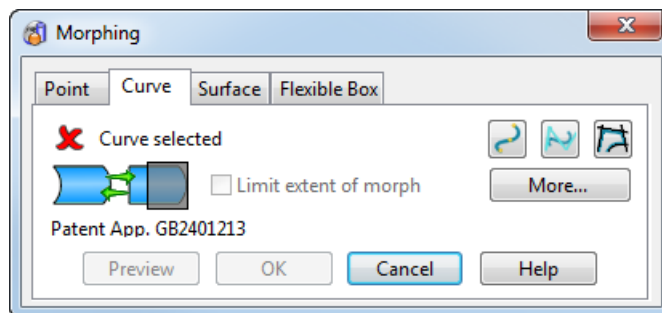 Morphing
Point Curve Surface Flexible Box
Curve selected
Limit extent of morph More...
Patent App. GB2401213
Preview OK Cancel Help